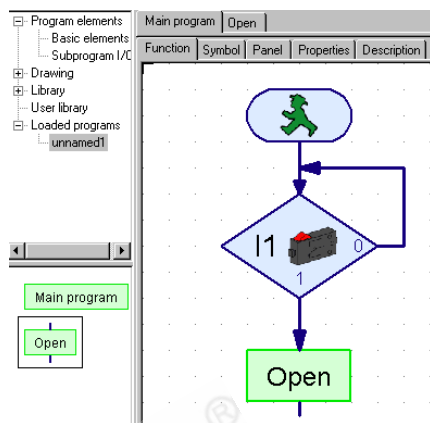 Program elements
Basic elements
Subprogram I/O
Drawing
Library
User library
Loaded programs
unnamed1
Main program
Open
Main program
Open
Function
Symbol
Panel
Properties
Description
I1
0
1
Open
®